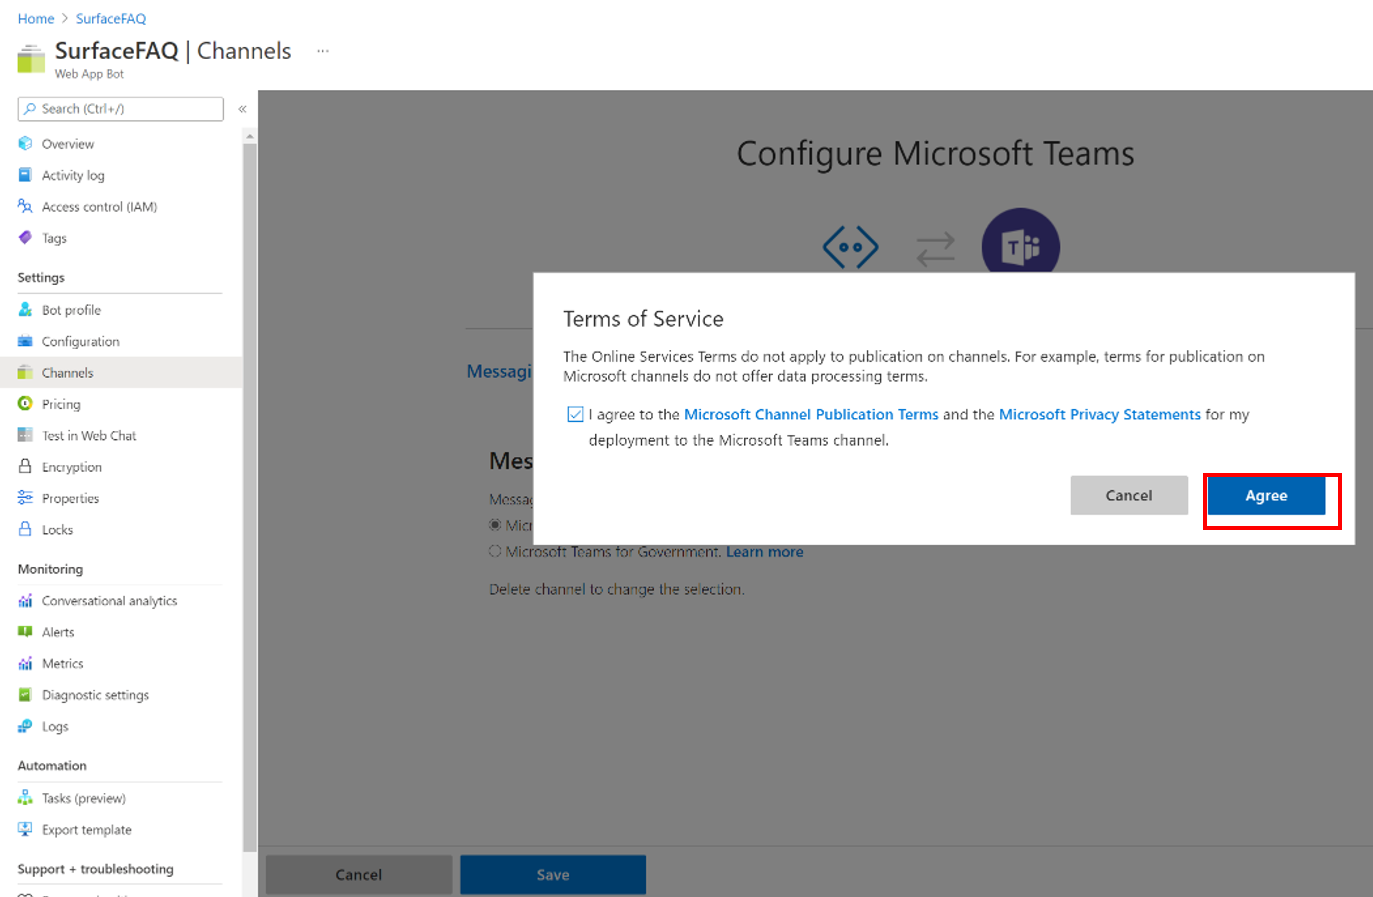 Home > SurfaceFAQ
SurfaceFAQ | Channels ...
Web App Bot
Search (Ctrl+/)
«
Overview
Activity log
Access control (IAM)
Tags
Settings
Bot profile
Configuration
Channels
Pricing
Test in Web Chat
Encryption
Properties
Locks
Monitoring
Conversational analytics
Alerts
Metrics
Diagnostic settings
Logs
Automation
Tasks (preview)
Export template
Support + troubleshooting
Configure Microsoft Teams
T
Messagi
Mes
Messag
Micr
Terms of Service
The Online Services Terms do not apply to publication on channels. For example, terms for publication on
Microsoft channels do not offer data processing terms.
I agree to the Microsoft Channel Publication Terms and the Microsoft Privacy Statements for my
deployment to the Microsoft Teams channel.
Cancel
Agree
Microsoft Teams for Government. Learn more
Delete channel to change the selection.
Cancel
Save